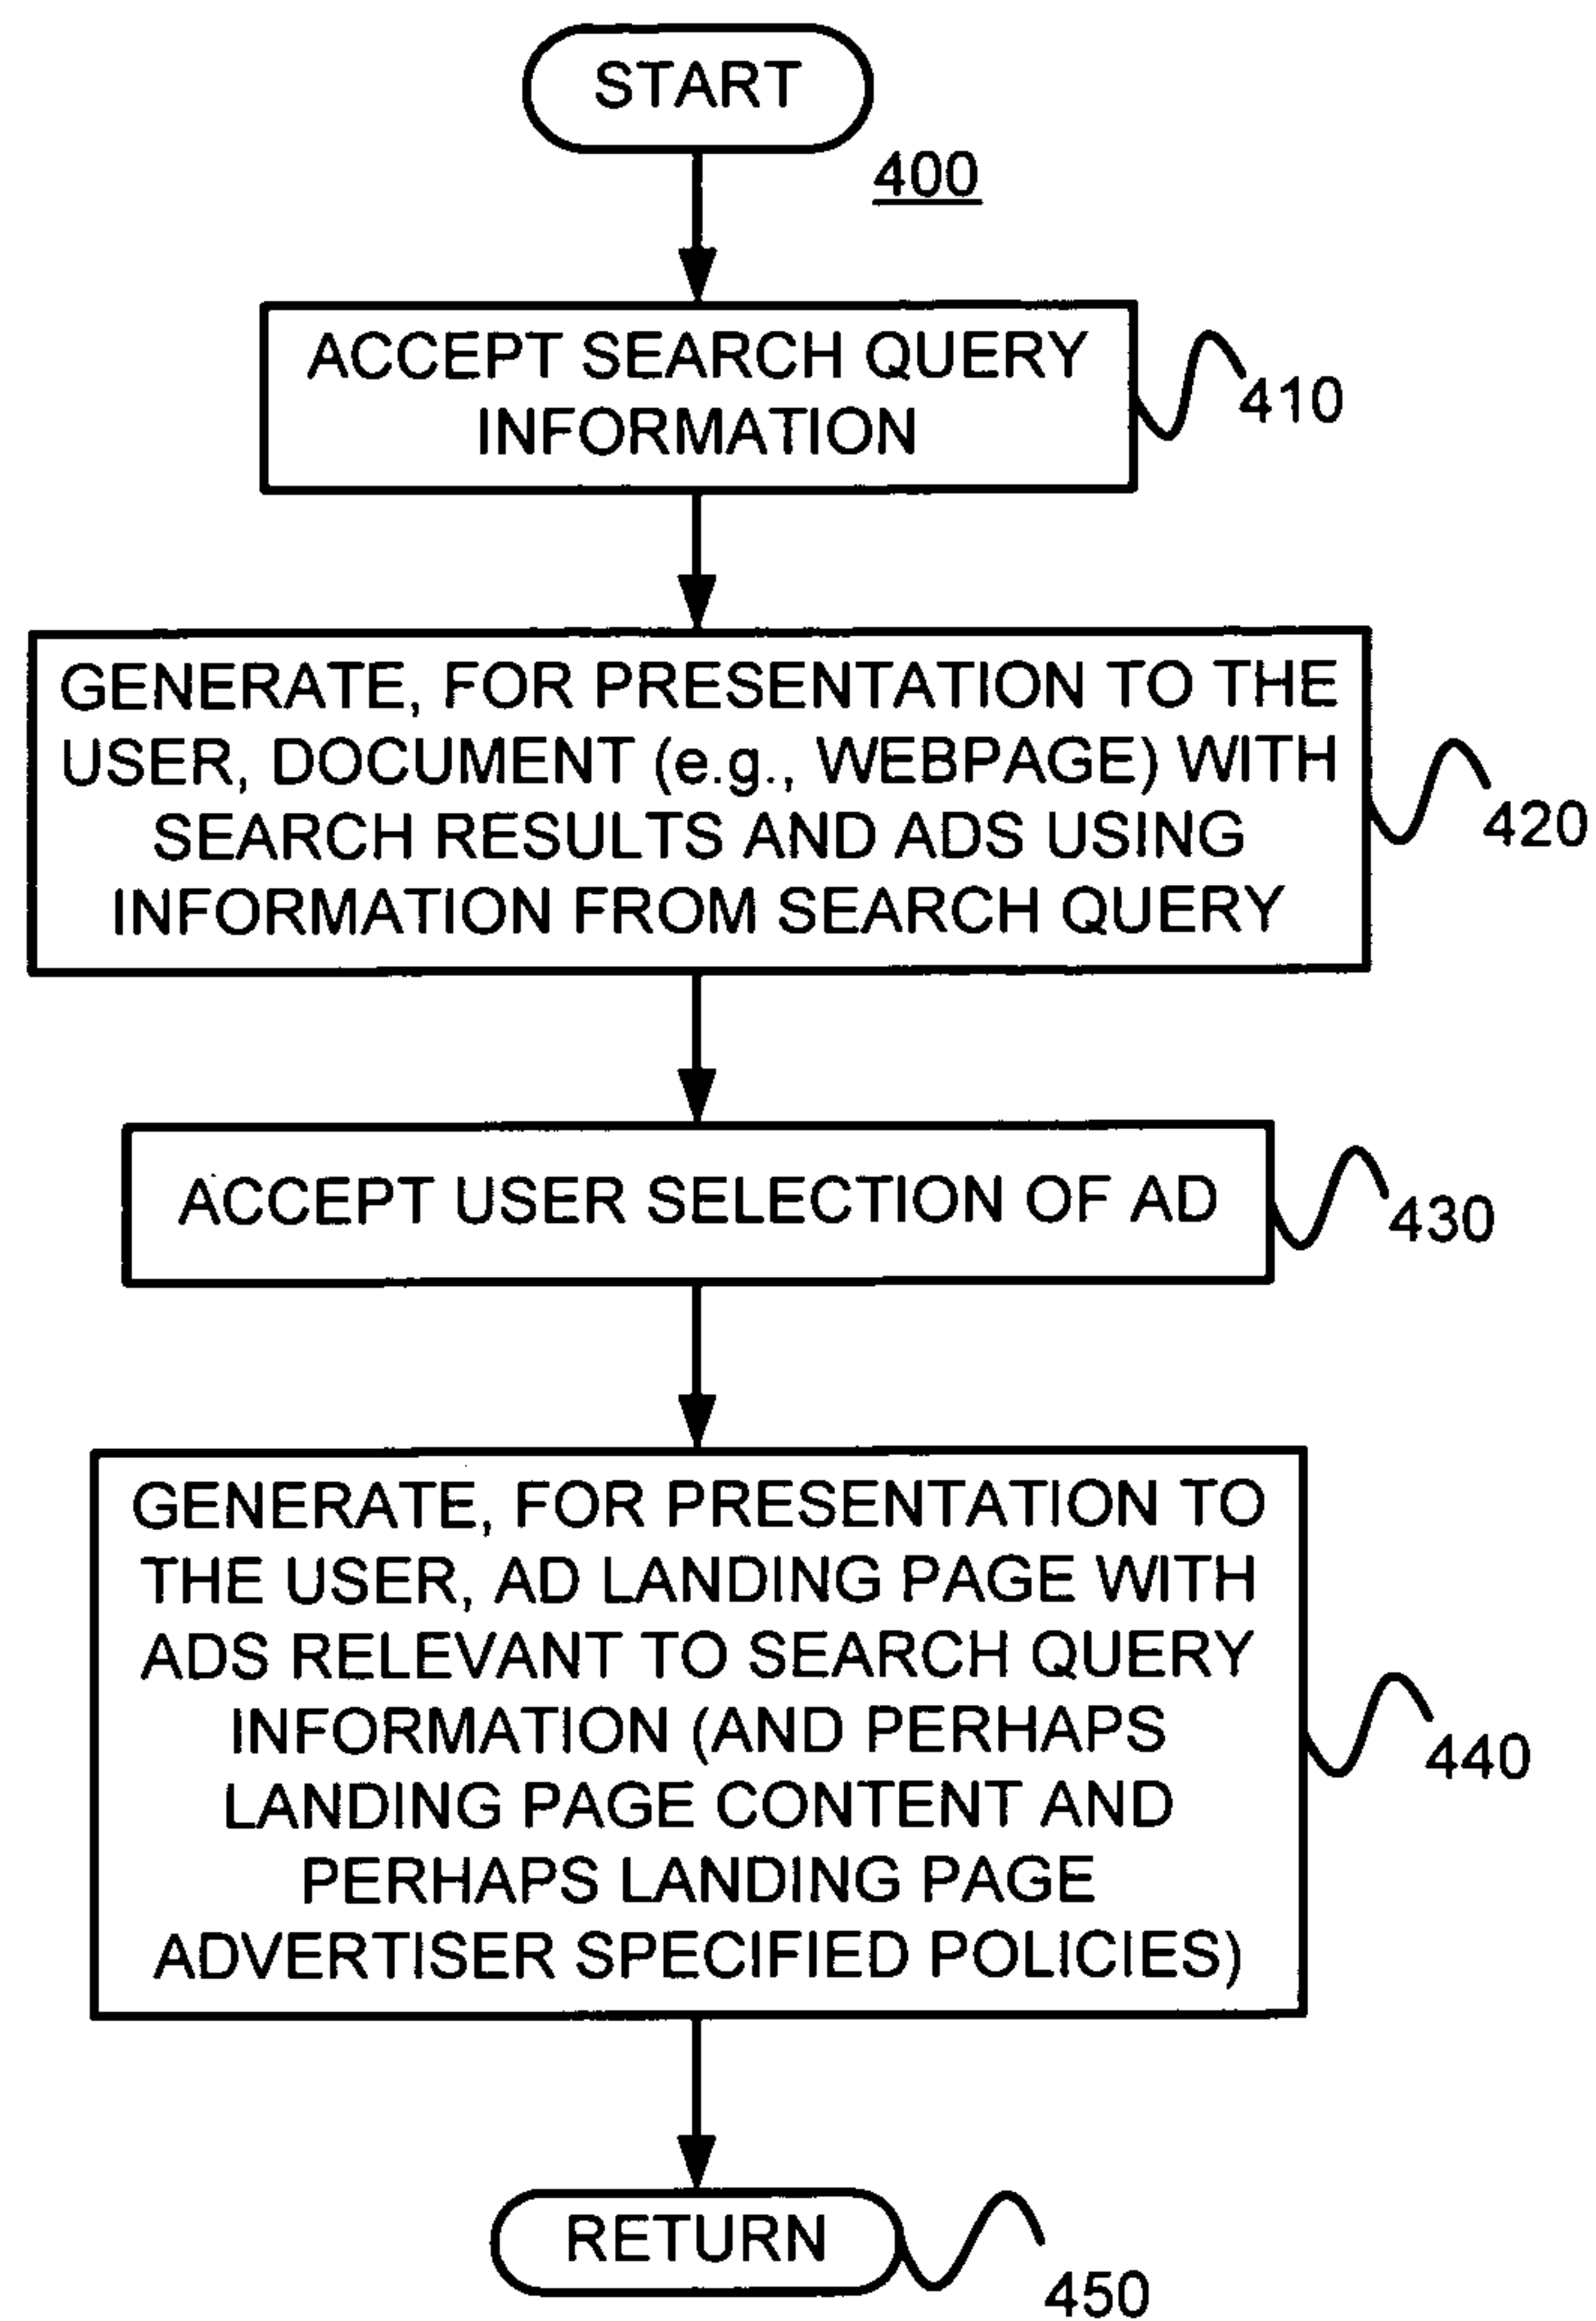 START
400
ACCEPT SEARCH QUERY
INFORMATION
410
GENERATE, FOR PRESENTATION TO THE
USER, DOCUMENT (e.g., WEBPAGE) WITH
SEARCH RESULTS AND ADS USING
INFORMATION FROM SEARCH QUERY
420
ACCEPT USER SELECTION OF AD
430
GENERATE, FOR PRESENTATION TO
THE USER, AD LANDING PAGE WITH
ADS RELEVANT TO SEARCH QUERY
INFORMATION (AND PERHAPS
LANDING PAGE CONTENT AND
PERHAPS LANDING PAGE
ADVERTISER SPECIFIED POLICIES)
440
RETURN
450